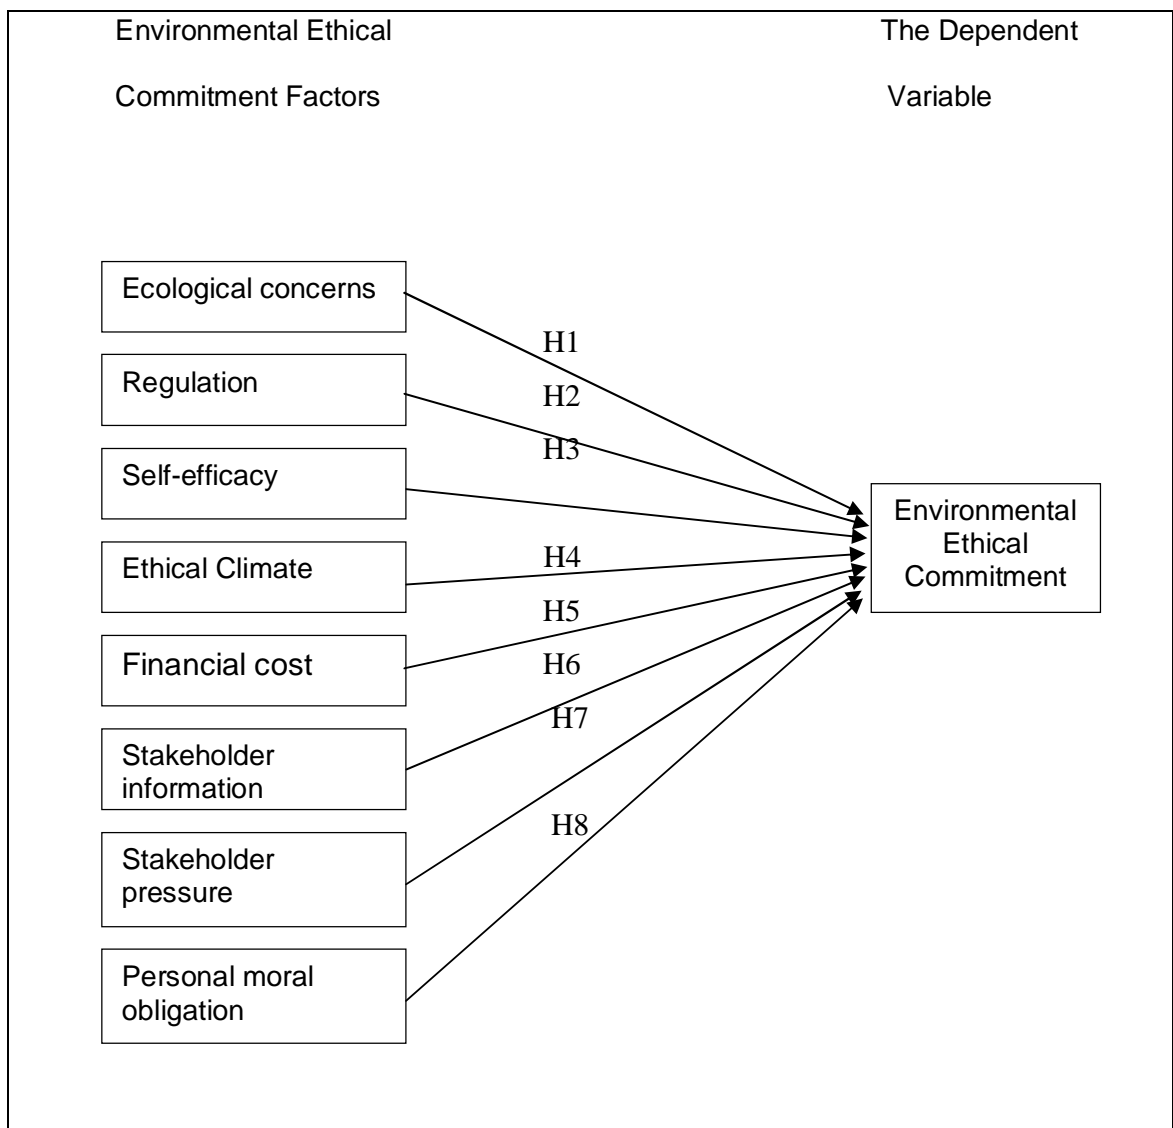 Environmental Ethical
Commitment Factors
The Dependent
Variable
Ecological concerns
Regulation
Self-efficacy
Ethical Climate
Financial cost
Stakeholder
information
Stakeholder
pressure
Personal moral
obligation
H1
H2
H3
H4
H5
H6
H7
H8
Environmental
Ethical
Commitment